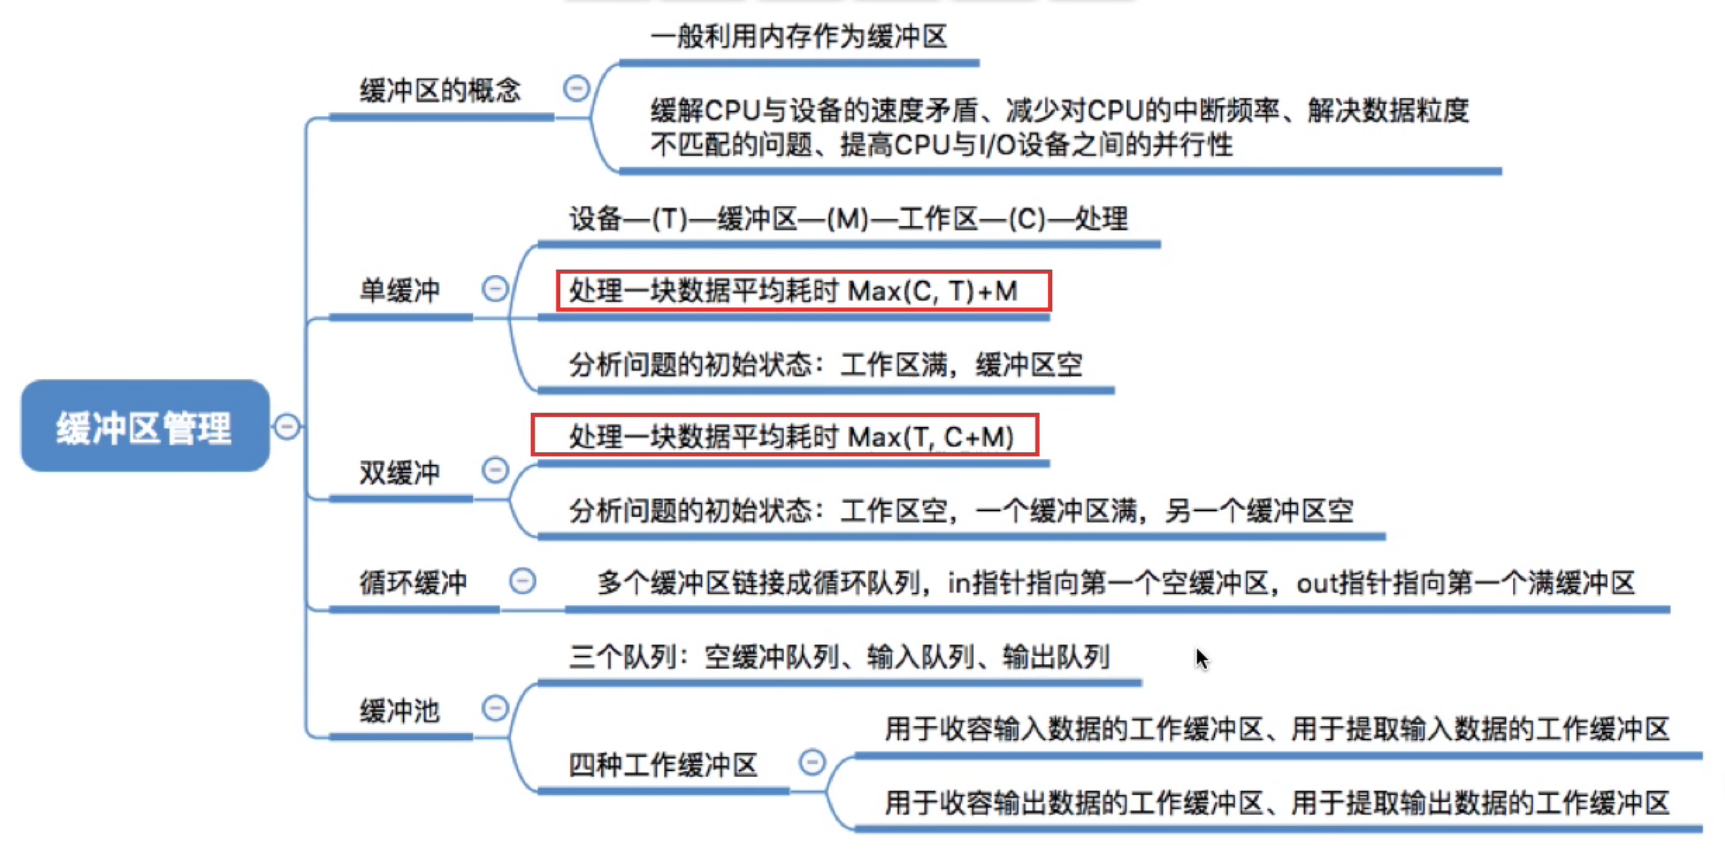 一般利用内存作为缓冲区
缓冲区的概念
缓解CPU与设备的速度矛盾、减少对CPU的中断频率、解决数据粒度
不匹配的问题、提高CPU与I/O设备之间的并行性
设备—(T)—缓冲区—(M)—工作区—(C)—处理
单缓冲
处理一块数据平均耗时 Max(C, T)+M
分析问题的初始状态：工作区满，缓冲区空
缓冲区管理
处理一块数据平均耗时 Max(T, C+M)
双缓冲
分析问题的初始状态：工作区空，一个缓冲区满，另一个缓冲区空
循环缓冲
多个缓冲区链接成循环队列，in指针指向第一个空缓冲区，out指针指向第一个满缓冲区
三个队列：空缓冲队列、输入队列、输出队列
缓冲池
四种工作缓冲区
用于收容输入数据的工作缓冲区、用于提取输入数据的工作缓冲区
用于收容输出数据的工作缓冲区、用于提取输出数据的工作缓冲区